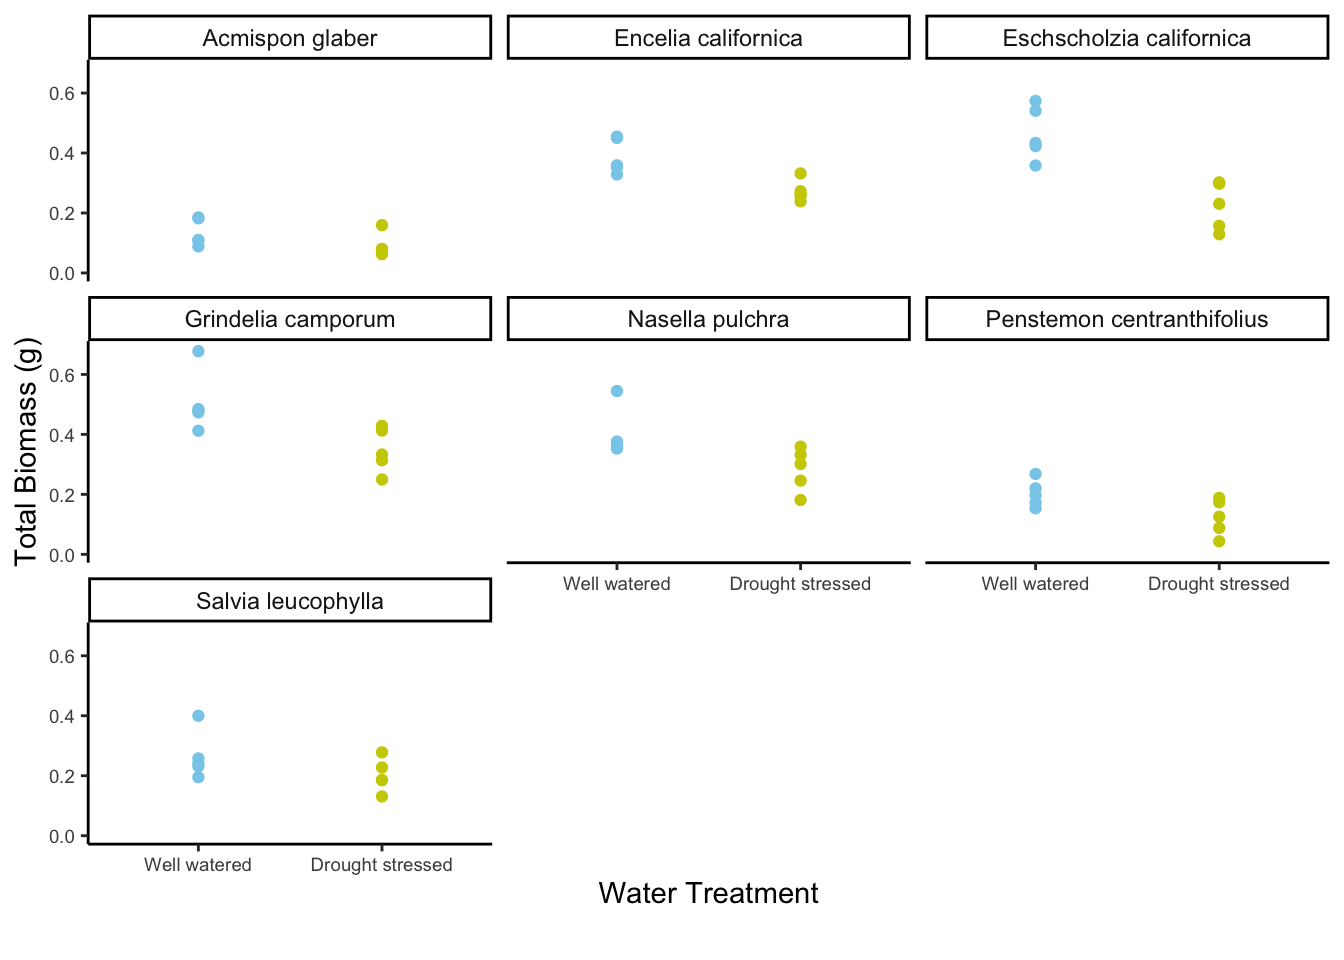 Acmispon glaber
Encelia californica
Eschscholzia californica
0.6
0.4
0.2
0.0
Grindelia camporum
Nasella pulchra
Penstemon centranthifolius
Total Biomass (g)
0.6
0.4
0.2
0.0
Well watered
Drought stressed
Well watered
Drought stressed
Salvia leucophylla
0.6
0.4
0.2
0.0
Well watered
Drought stressed
Water Treatment